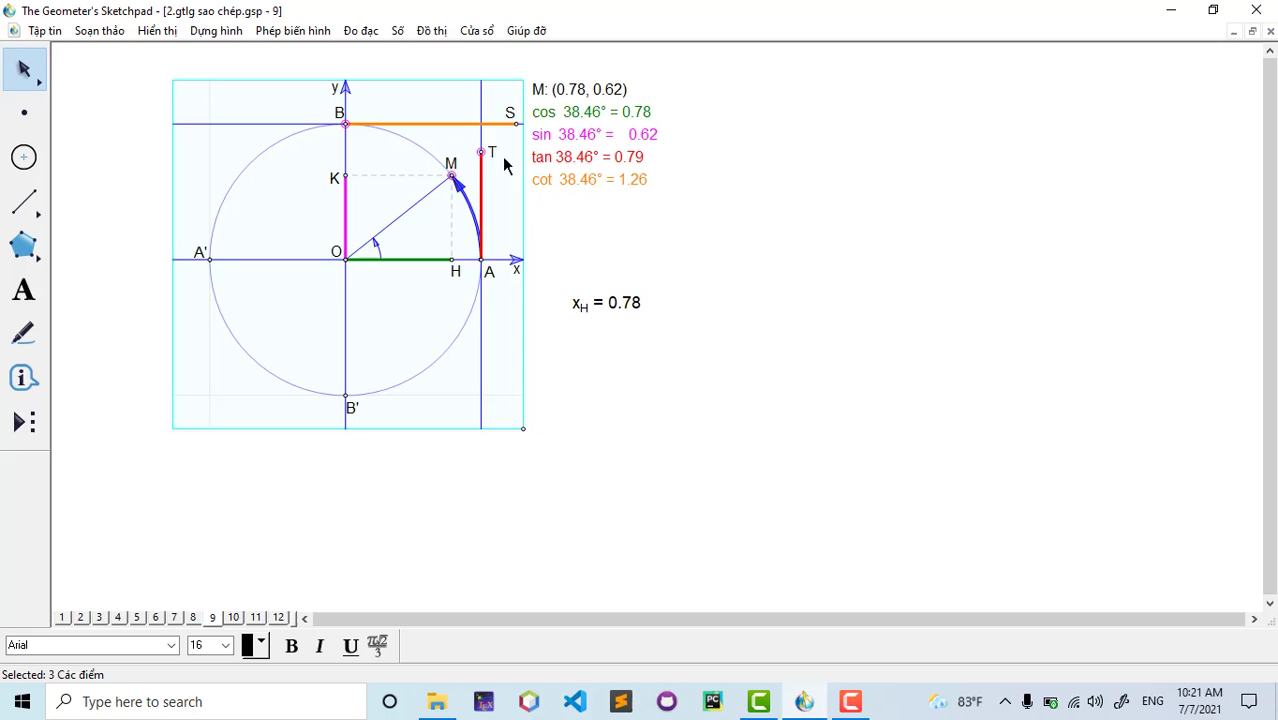 The Geometer's Sketchpad - [2.gtlg sao chép.gsp - 9]
Tập tin Soạn thảo Hiển thị Dựng hình Phép biến hình Đo đạc Số Đồ thị Cửa sổ Giúp đỡ
y
B
S
T
M
K
O
A'
H
A
x
B'
M: (0.78, 0.62)
cos 38.46° = 0.78
sin 38.46° = 0.62
tan 38.46° = 0.79
cot 38.46° = 1.26
xH = 0.78
A
1 2 3 4 5 6 7 8 9 10 11 12
Arial 16 B I U π√2/3
Selected: 3 Các điểm
Type here to search
PC
83°F
ENG
10:21 AM
7/7/2021